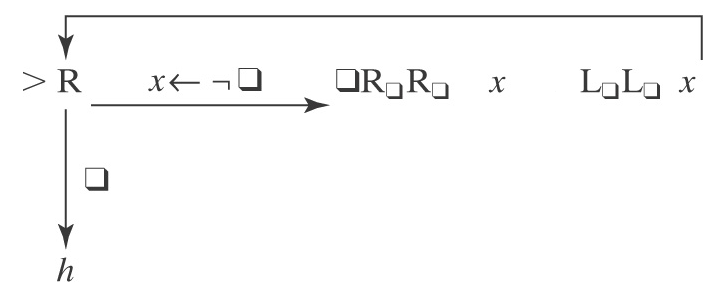 > R x ← ¬ ❑ ❑R❑R❑ x L❑L❑ x
❑
h